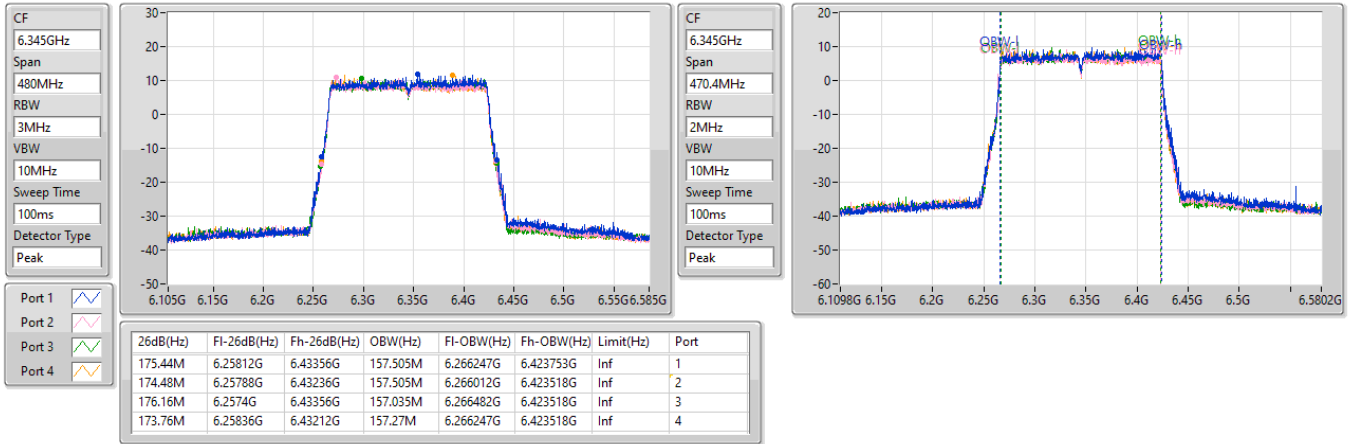 CF
6.345GHz
Span
480MHz
RBW
3MHz
VBW
10MHz
Sweep Time
100ms
Detector Type
Peak
30
20
10
0
-10
-20
-30
-40
-50
6.105G 6.15G 6.2G 6.25G 6.3G 6.35G 6.4G 6.45G 6.5G 6.55G 6.585G
CF
6.345GHz
Span
470.4MHz
RBW
2MHz
VBW
10MHz
Sweep Time
100ms
Detector Type
Peak
20
10
0
-10
-20
-30
-40
-50
-60
OBW-l OBW-h
6.1098G 6.15G 6.2G 6.25G 6.3G 6.35G 6.4G 6.45G 6.5G 6.5802G
Port 1
Port 2
Port 3
Port 4
26dB(Hz) Fl-26dB(Hz) Fh-26dB(Hz) OBW(Hz) Fl-OBW(Hz) Fh-OBW(Hz) Limit(Hz) Port
175.44M 6.25812G 6.43356G 157.505M 6.266247G 6.423753G Inf 1
174.48M 6.25788G 6.43236G 157.505M 6.266012G 6.423518G Inf 2
176.16M 6.2574G 6.43356G 157.035M 6.266482G 6.423518G Inf 3
173.76M 6.25836G 6.43212G 157.27M 6.266247G 6.423518G Inf 4